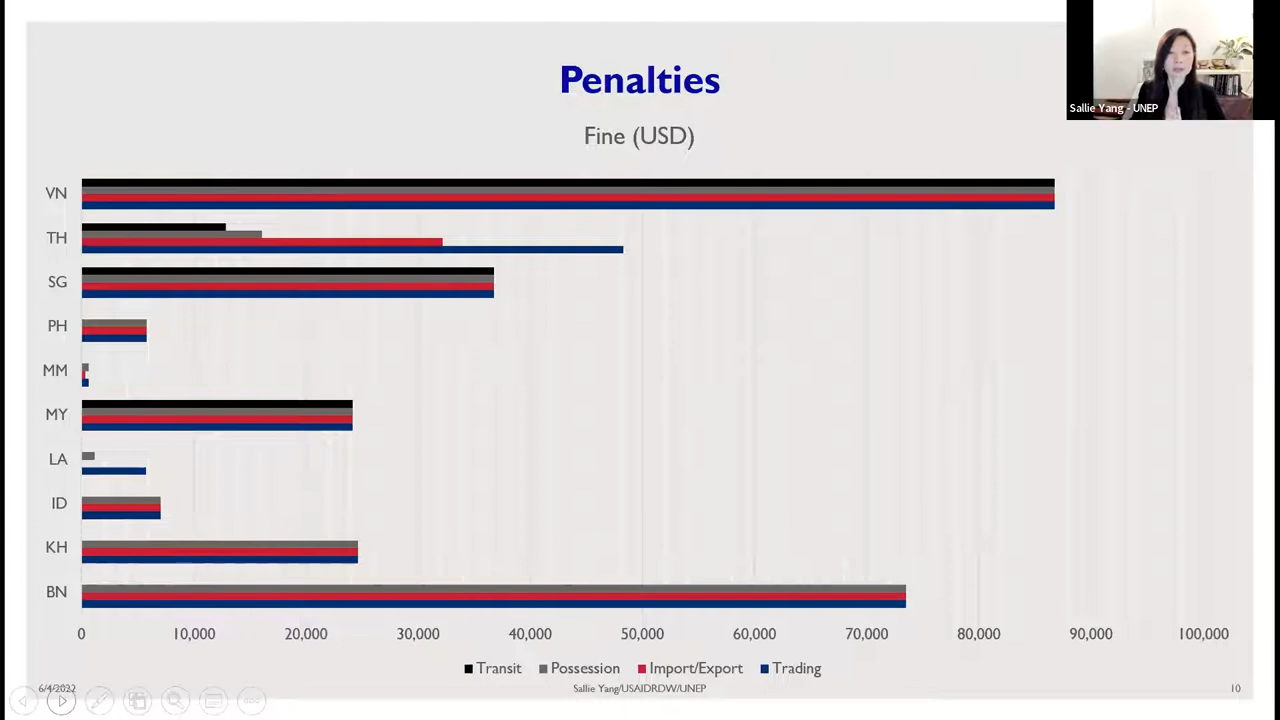 Penalties
Sallie Yang - UNEP
Fine (USD)
VN
TH
SG
PH
MM
MY
LA
ID
KH
BN
0 10,000 20,000 30,000 40,000 50,000 60,000 70,000 80,000 90,000 100,000
Transit Possession Import/Export Trading
6/4/2022 Sallie Yang/USAIDRDW/UNEP 10